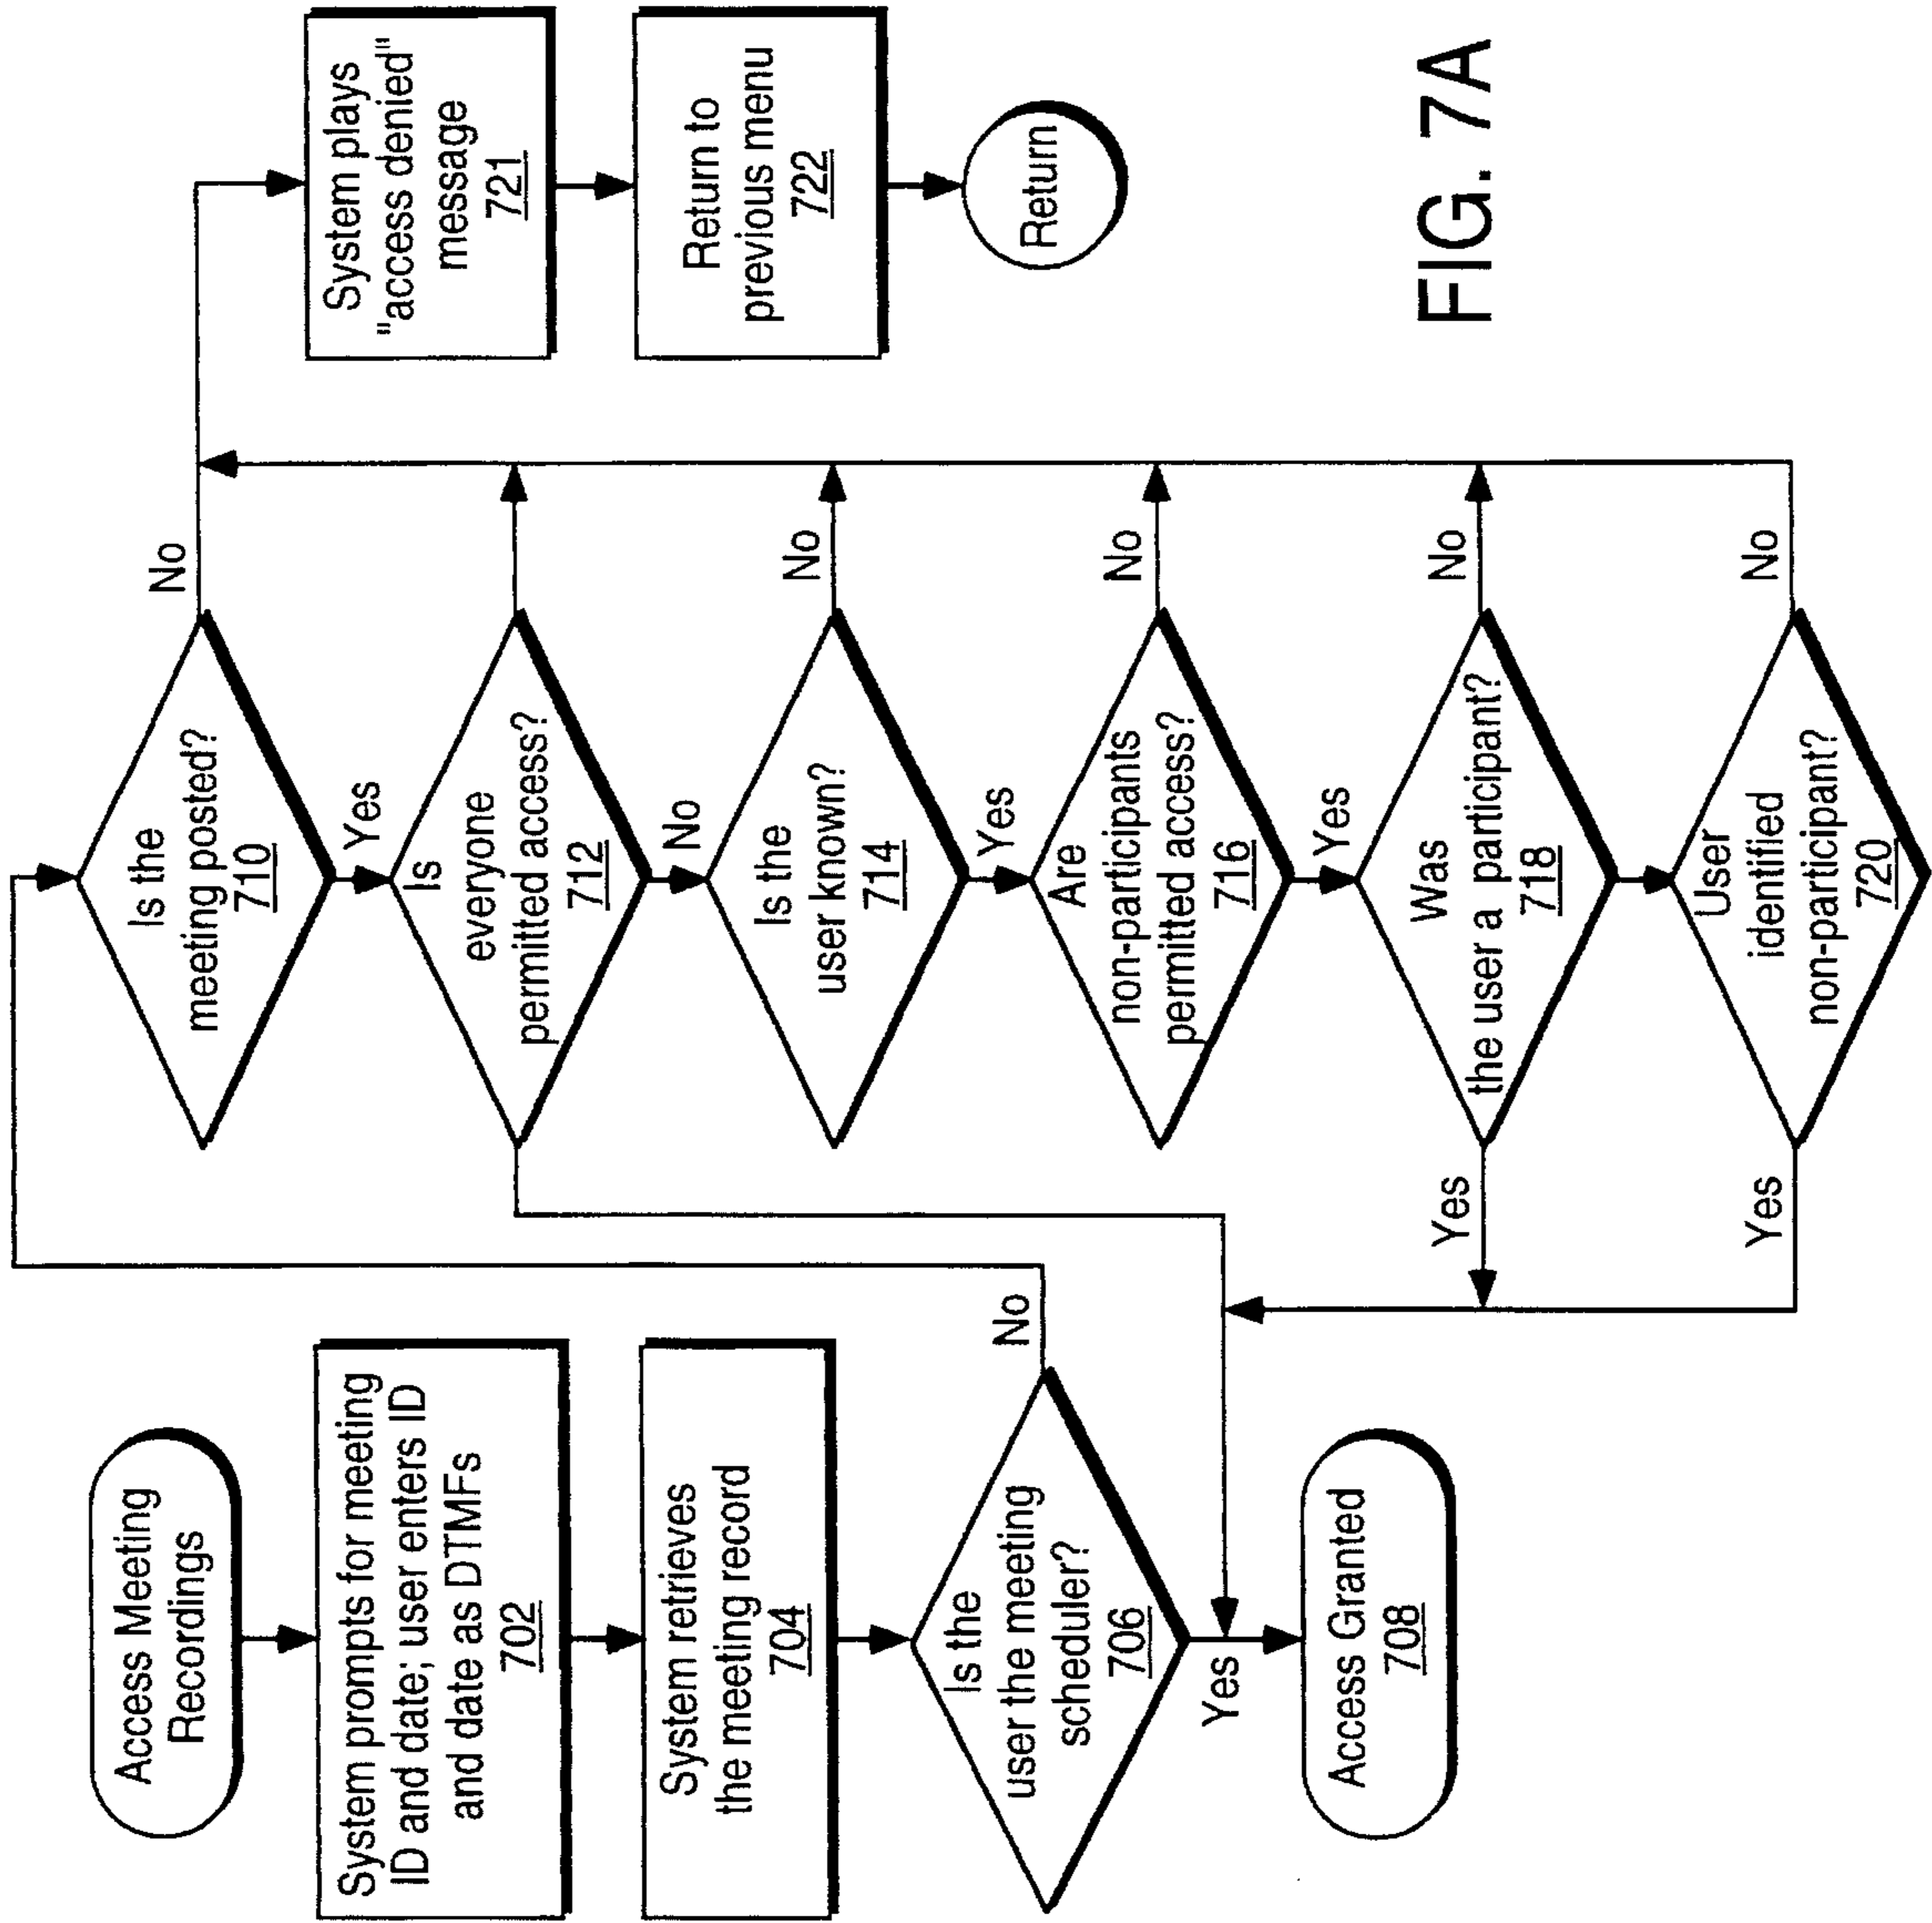 Access Meeting
Recordings
System prompts for meeting
ID and date; user enters ID
and date as DTMFs
702
System retrieves
the meeting record
704
Is the
user the meeting
scheduler?
706
No
Yes
Access Granted
708
Is the
meeting posted?
710
No
Yes
Is
everyone
permitted access?
712
No
Is the
user known?
714
No
Yes
Are
non-participants
permitted access?
716
No
Yes
Was
the user a participant?
718
No
Yes
User
identified
non-participant?
720
No
Yes
System plays
"access denied"
message
721
Return to
previous menu
722
Return
FIG. 7A